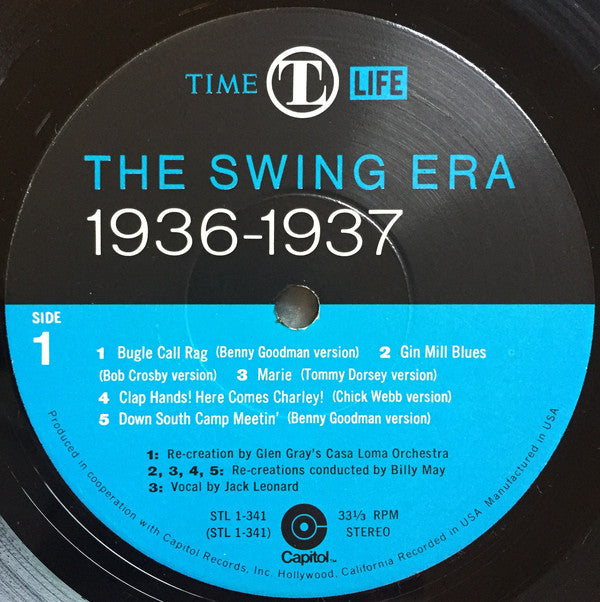 TIME TL LIFE
THE SWING ERA
1936-1937
SIDE
1
1 Bugle Call Rag (Benny Goodman version) 2 Gin Mill Blues
(Bob Crosby version) 3 Marie (Tommy Dorsey version)
4 Clap Hands! Here Comes Charley! (Chick Webb version)
5 Down South Camp Meetin' (Benny Goodman version)
1: Re-creation by Glen Gray's Casa Loma Orchestra
2, 3, 4, 5: Re-creations conducted by Billy May
3: Vocal by Jack Leonard
STL 1-341 33⅓ RPM
(STL 1-341) STEREO
Capitol™
Produced in cooperation with Capitol Records, Inc. Hollywood, California Recorded in USA Manufactured in USA